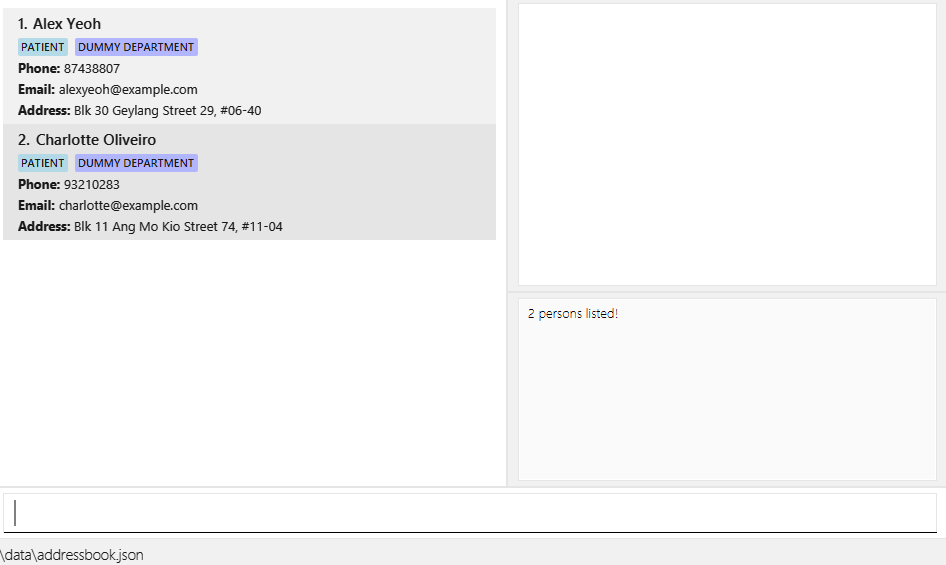 1. Alex Yeoh
PATIENT DUMMY DEPARTMENT
Phone: 87438807
Email: alexyeoh@example.com
Address: Blk 30 Geylang Street 29, #06-40
2. Charlotte Oliveiro
PATIENT DUMMY DEPARTMENT
Phone: 93210283
Email: charlotte@example.com
Address: Blk 11 Ang Mo Kio Street 74, #11-04
2 persons listed!
\data\addressbook.json